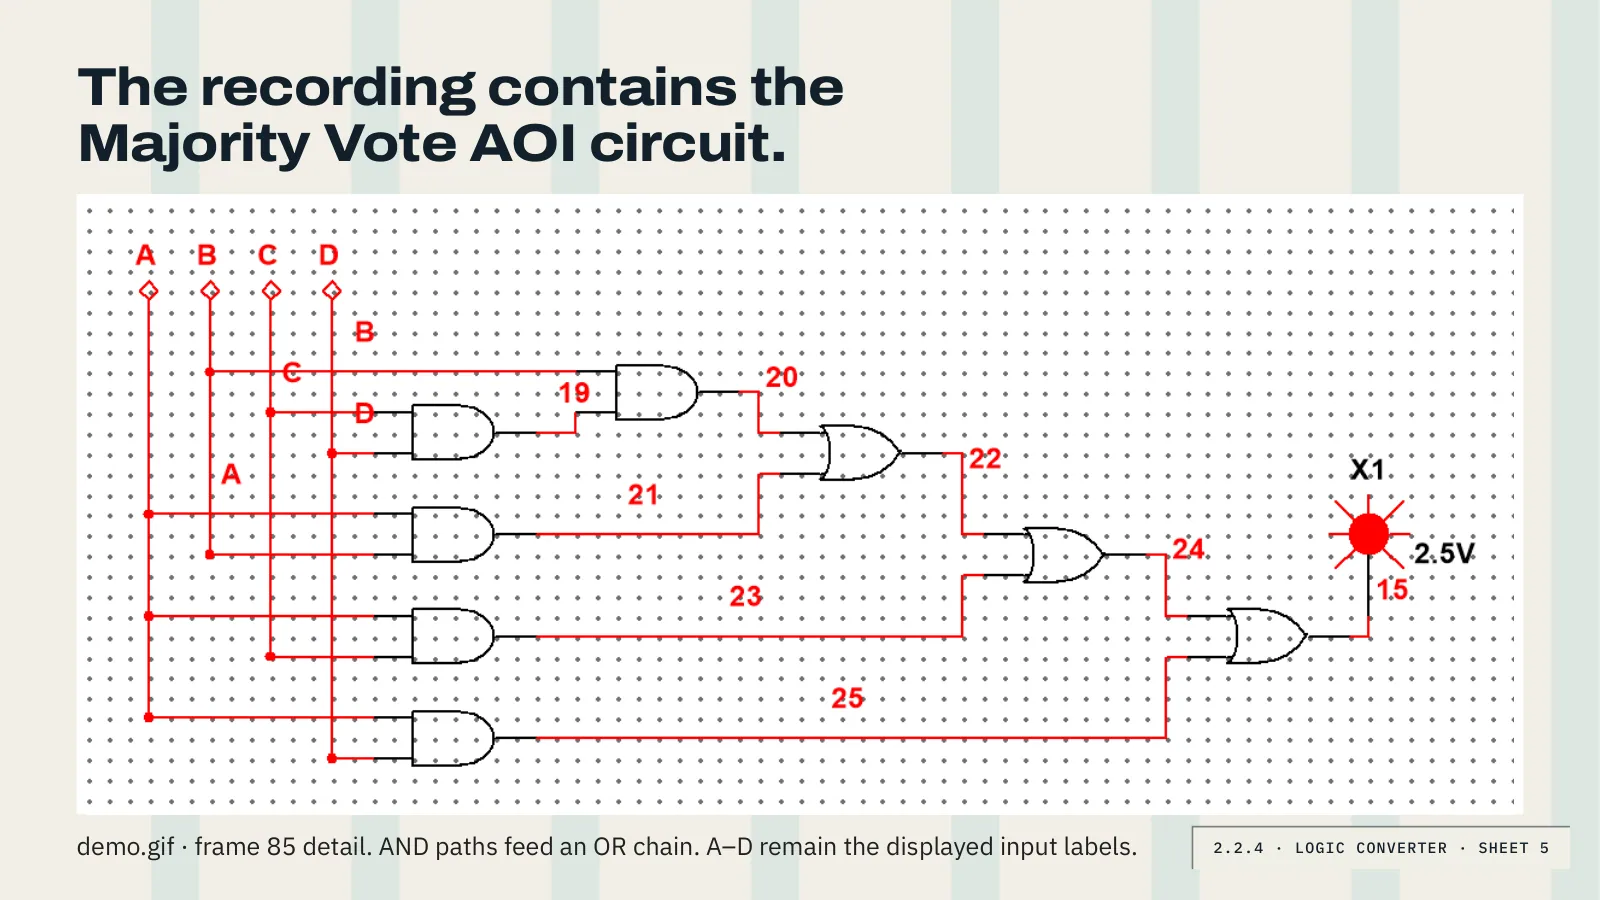 The recording contains the
Majority Vote AOI circuit.
A B C D
B
C
19
20
D
22
A
21
X1
24
2.5V
23
15
25
demo.gif · frame 85 detail. AND paths feed an OR chain. A–D remain the displayed input labels.
2.2.4 · LOGIC CONVERTER · SHEET 5